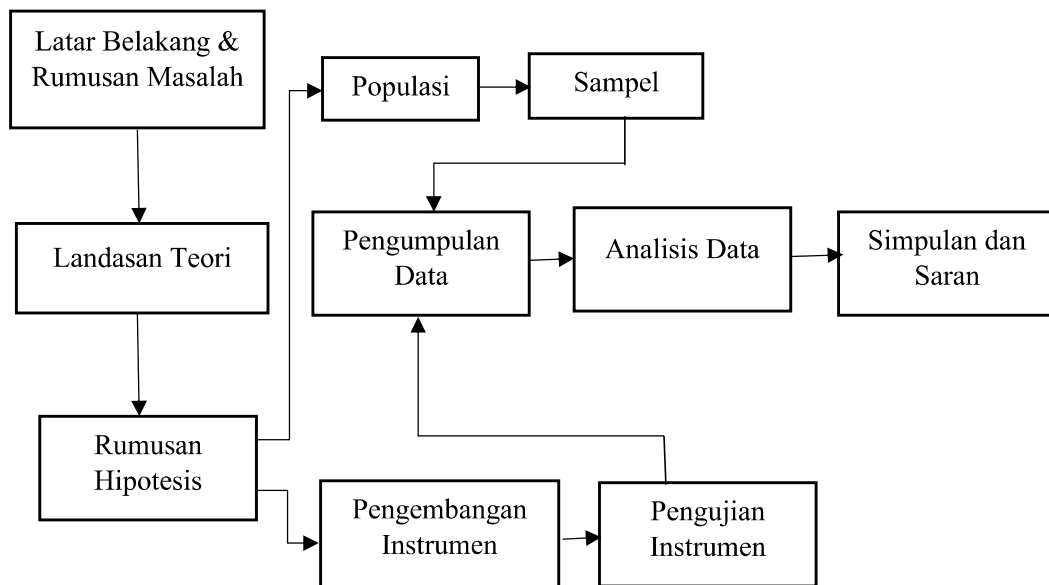 Latar Belakang &
Rumusan Masalah
Populasi
Sampel
Landasan Teori
Pengumpulan
Data
Analisis Data
Simpulan dan
Saran
Rumusan
Hipotesis
Pengembangan
Instrumen
Pengujian
Instrumen